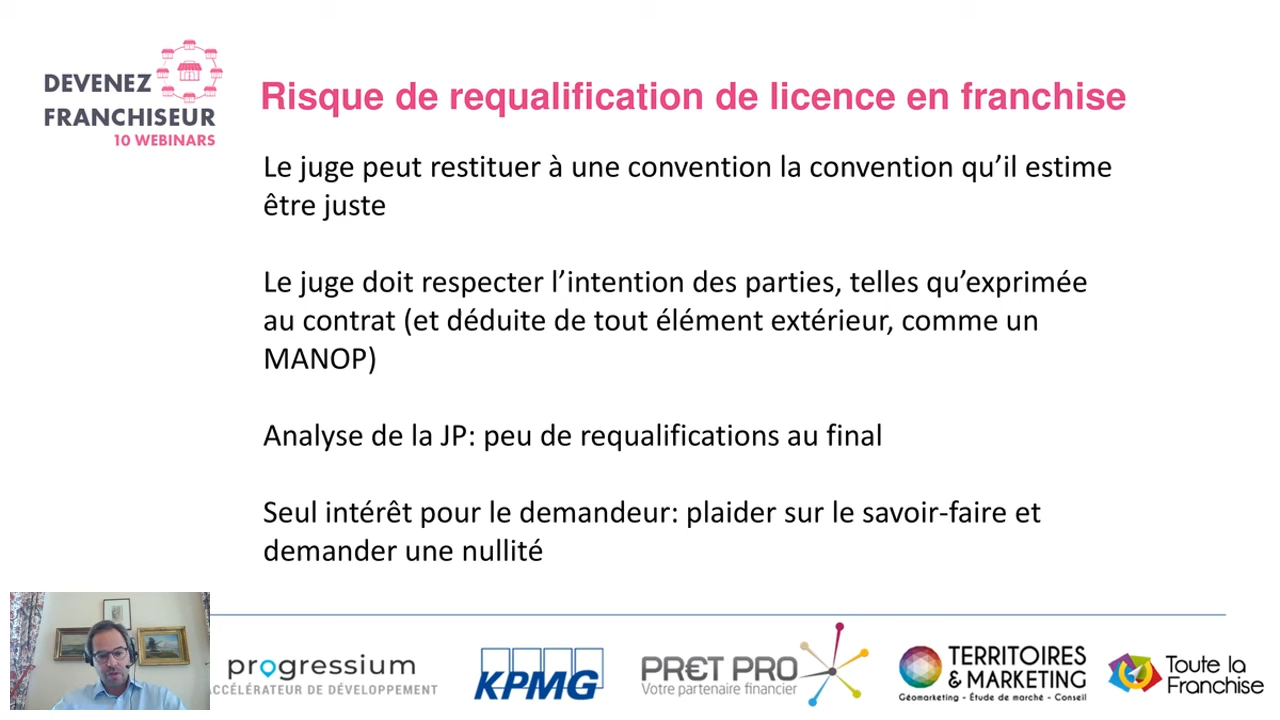 DEVENEZ
FRANCHISEUR
10 WEBINARS
Risque de requalification de licence en franchise
Le juge peut restituer à une convention la convention qu’il estime
être juste
Le juge doit respecter l’intention des parties, telles qu’exprimée
au contrat (et déduite de tout élément extérieur, comme un
MANOP)
Analyse de la JP: peu de requalifications au final
Seul intérêt pour le demandeur: plaider sur le savoir-faire et
demander une nullité
progressium
ACCÉLÉRATEUR DE DÉVELOPPEMENT
KPMG
PR€T PRO
Votre partenaire financier
TERRITOIRES
& MARKETING
Géomarketing - Étude de marché - Conseil
Toute la
Franchise